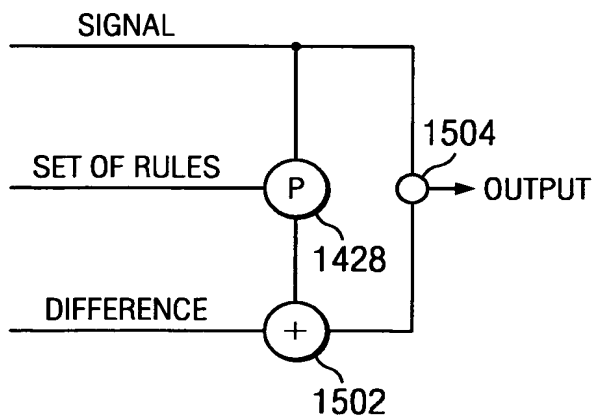 SIGNAL
1504
SET OF RULES
P
OUTPUT
1428
DIFFERENCE
+
1502